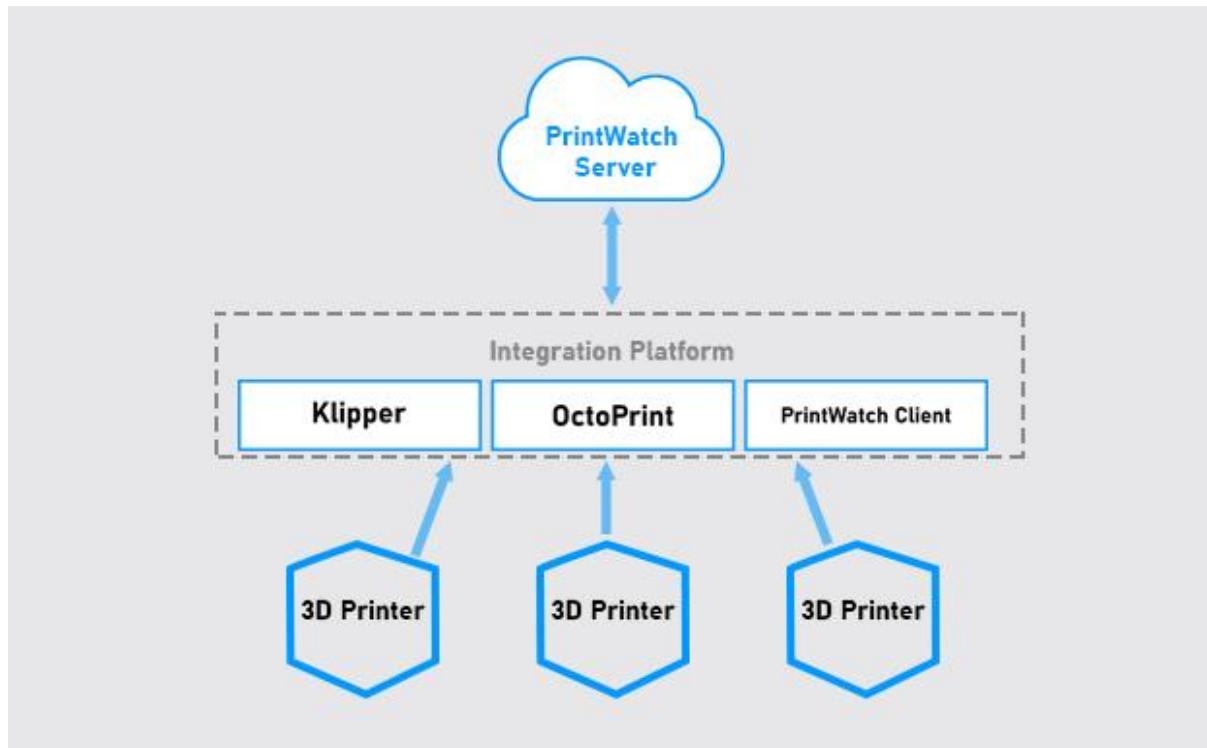 PrintWatch
Server
Integration Platform
Klipper
OctoPrint
PrintWatch Client
3D Printer
3D Printer
3D Printer